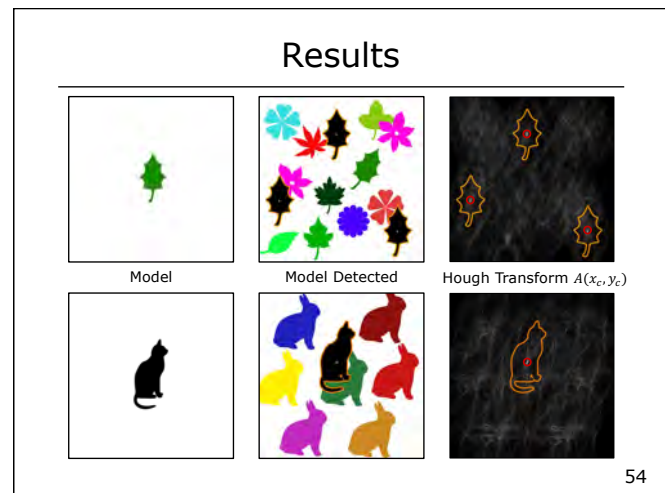 Results
Model
Model Detected
Hough Transform A(x_c, y_c)
54